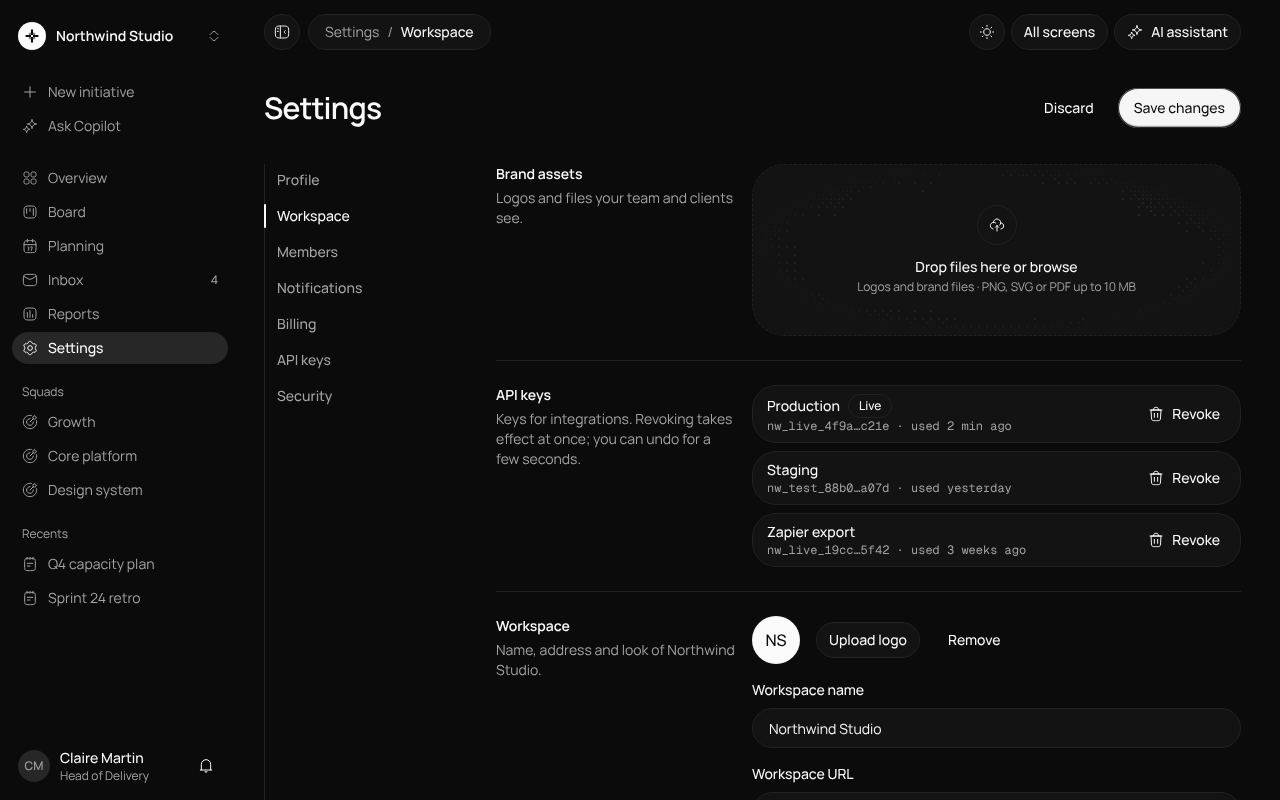 Northwind Studio
New initiative
Ask Copilot
Overview
Board
Planning
Inbox 4
Reports
Settings
Squads
Growth
Core platform
Design system
Recents
Q4 capacity plan
Sprint 24 retro
CM
Claire Martin
Head of Delivery
Settings / Workspace
All screens
AI assistant
Settings
Discard
Save changes
Profile
Workspace
Members
Notifications
Billing
API keys
Security
Brand assets
Logos and files your team and clients
see.
Drop files here or browse
Logos and brand files · PNG, SVG or PDF up to 10 MB
API keys
Keys for integrations. Revoking takes
effect at once; you can undo for a
few seconds.
Production Live
nw_live_4f9a…c21e · used 2 min ago
Revoke
Staging
nw_test_88b0…a07d · used yesterday
Revoke
Zapier export
nw_live_19cc…5f42 · used 3 weeks ago
Revoke
Workspace
Name, address and look of Northwind
Studio.
NS
Upload logo
Remove
Workspace name
Northwind Studio
Workspace URL